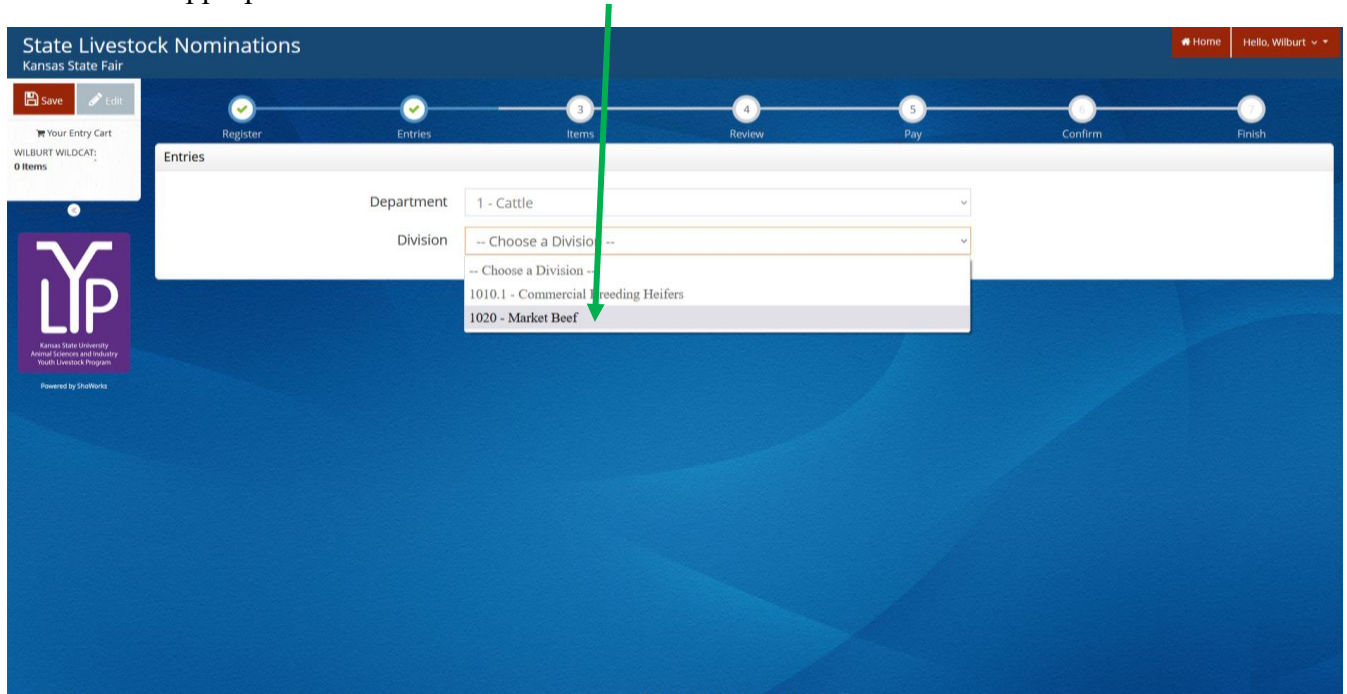 State Livestock Nominations
Kansas State Fair
Home
Hello, Wilburt
Save
Edit
Your Entry Cart
WILBURT WILDCAT:
0 Items
3
4
5
6
7
Register
Entries
Items
Review
Pay
Confirm
Finish
Entries
Department
1 - Cattle
Division
-- Choose a Division --
-- Choose a Division --
1010.1 - Commercial Breeding Heifers
1020 - Market Beef
YLIP
Kansas State University
Animal Sciences and Industry
Youth Livestock Program
Powered by ShoWorks